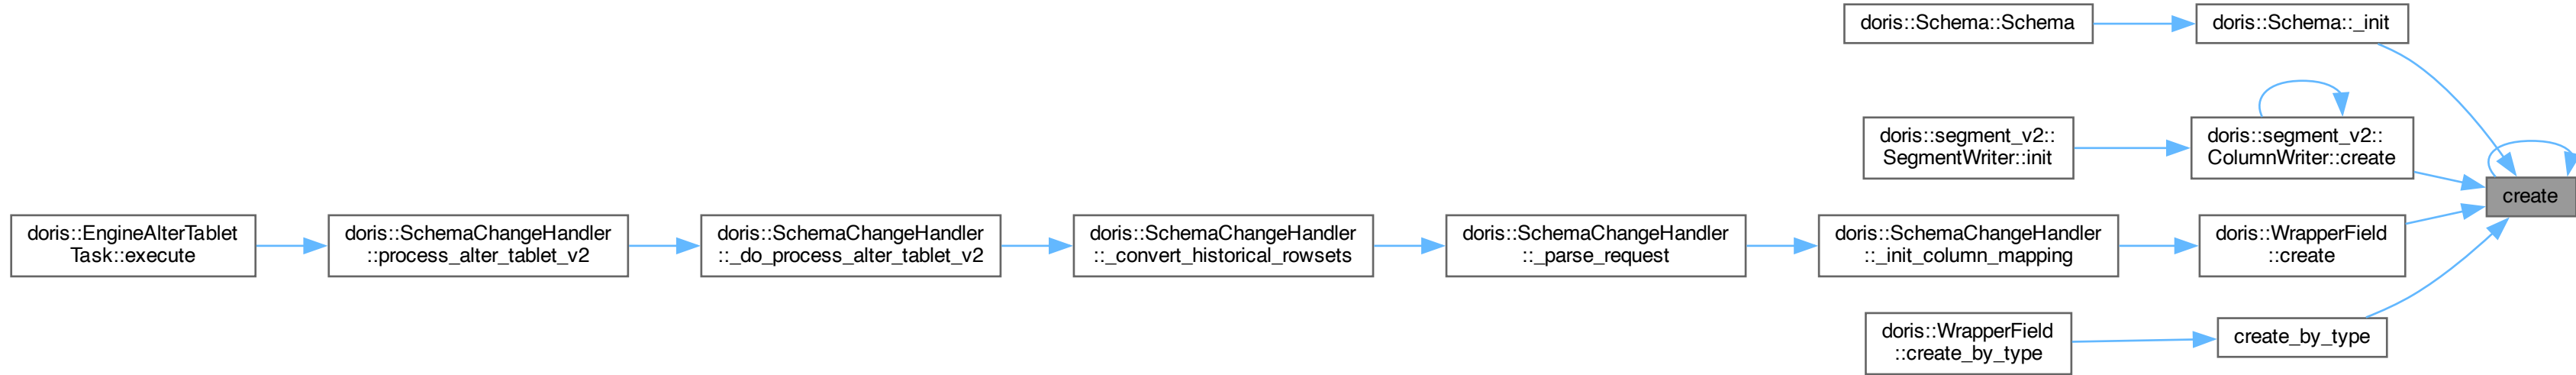 doris::Schema::Schema
doris::Schema::_init
doris::segment_v2::
SegmentWriter::init
doris::segment_v2::
ColumnWriter::create
create
doris::EngineAlterTablet
Task::execute
doris::SchemaChangeHandler
::process_alter_tablet_v2
doris::SchemaChangeHandler
::_do_process_alter_tablet_v2
doris::SchemaChangeHandler
::_convert_historical_rowsets
doris::SchemaChangeHandler
::_parse_request
doris::SchemaChangeHandler
::_init_column_mapping
doris::WrapperField
::create
doris::WrapperField
::create_by_type
create_by_type